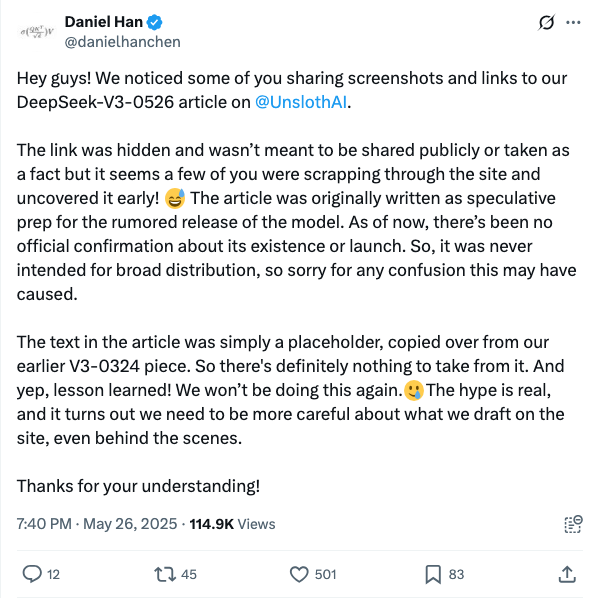 Daniel Han
@danielhanchen
Hey guys! We noticed some of you sharing screenshots and links to our
DeepSeek-V3-0526 article on @UnslothAI.
The link was hidden and wasn’t meant to be shared publicly or taken as
a fact but it seems a few of you were scrapping through the site and
uncovered it early! 😅 The article was originally written as speculative
prep for the rumored release of the model. As of now, there’s been no
official confirmation about its existence or launch. So, it was never
intended for broad distribution, so sorry for any confusion this may have
caused.
The text in the article was simply a placeholder, copied over from our
earlier V3-0324 piece. So there's definitely nothing to take from it. And
yep, lesson learned! We won’t be doing this again.🥲The hype is real,
and it turns out we need to be more careful about what we draft on the
site, even behind the scenes.
Thanks for your understanding!
7:40 PM · May 26, 2025 · 114.9K Views
12 45 501 83